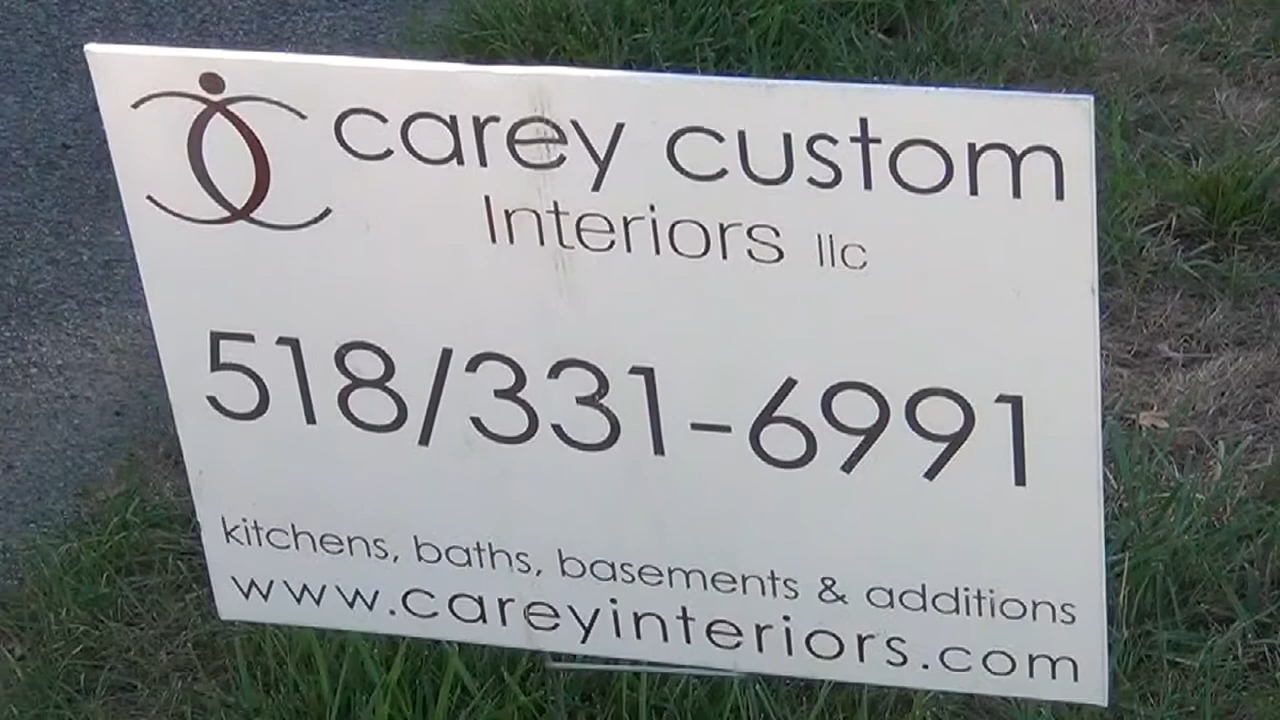 carey custom
Interiors llc
518/331-6991
kitchens, baths, basements & additions
www.careyinteriors.com